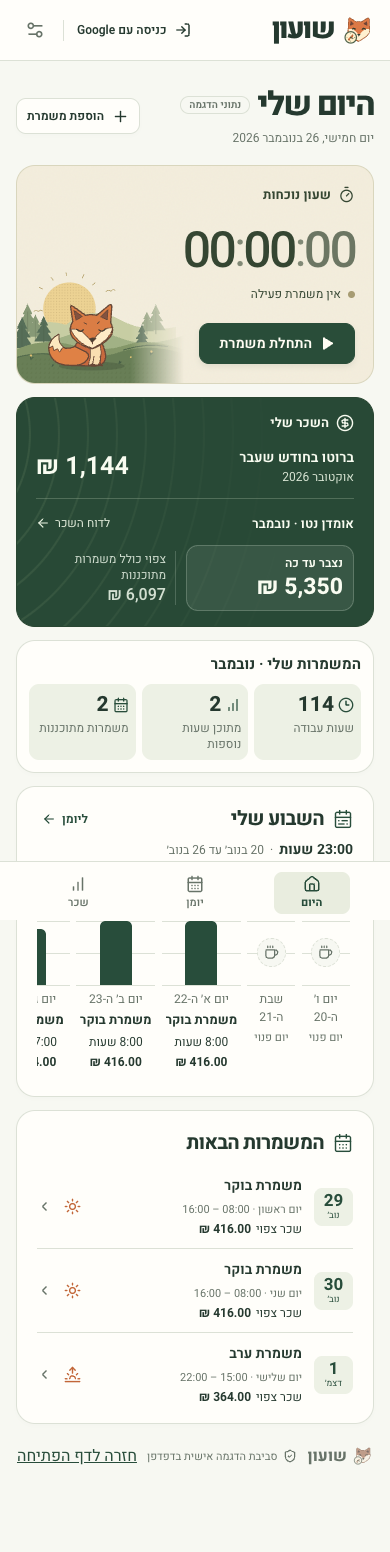 שועון
כניסה עם Google
היום שלי
נתוני הדגמה
יום חמישי, 26 בנובמבר 2026
הוספת משמרת
שעון נוכחות
00:00:00
אין משמרת פעילה
התחלת משמרת
השכר שלי
ברוטו בחודש שעבר
אוקטובר 2026
1,144 ₪
אומדן נטו · נובמבר
לדוח השכר
נצבר עד כה
5,350 ₪
צפוי כולל משמרות
מתוכננות
6,097 ₪
המשמרות שלי · נובמבר
114
שעות עבודה
2
מתוכן שעות
נוספות
2
משמרות מתוכננות
השבוע שלי
ליומן
23:00 שעות · 20 בנוב׳ עד 26 בנוב׳
היום
יומן
שכר
יום ו׳
ה-20
יום פנוי
שבת
ה-21
יום פנוי
יום א׳ ה-22
משמרת בוקר
8:00 שעות
416.00 ₪
יום ב׳ ה-23
משמרת בוקר
8:00 שעות
416.00 ₪
יום
משמ
7:00
המשמרות הבאות
29
נוב׳
משמרת בוקר
יום ראשון · 08:00 – 16:00
שכר צפוי 416.00 ₪
30
נוב׳
משמרת בוקר
יום שני · 08:00 – 16:00
שכר צפוי 416.00 ₪
1
דצמ׳
משמרת ערב
יום שלישי · 15:00 – 22:00
שכר צפוי 364.00 ₪
שועון
סביבת הדגמה אישית בדפדפן
חזרה לדף הפתיחה